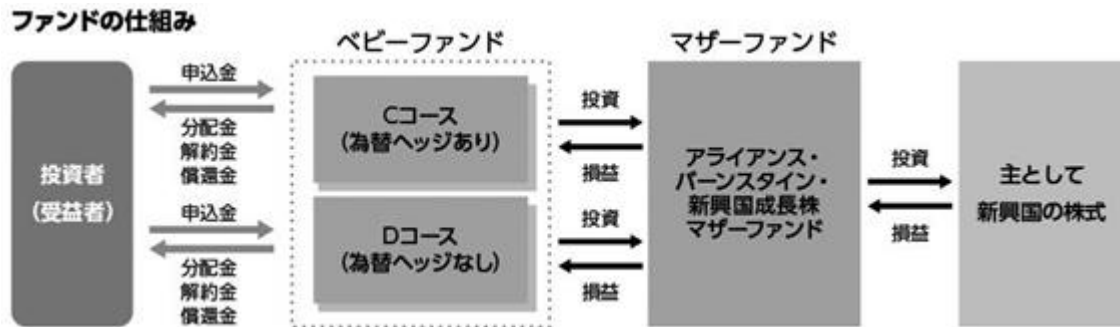 ファンドの仕組み
ベビーファンド
マザーファンド
投資者
（受益者）
申込金
分配金
解約金
償還金
申込金
分配金
解約金
償還金
Cコース
（為替ヘッジあり）
Dコース
（為替ヘッジなし）
投資
損益
投資
損益
アライアンス・
バーンスタイン・
新興国成長株
マザーファンド
投資
損益
主として
新興国の株式